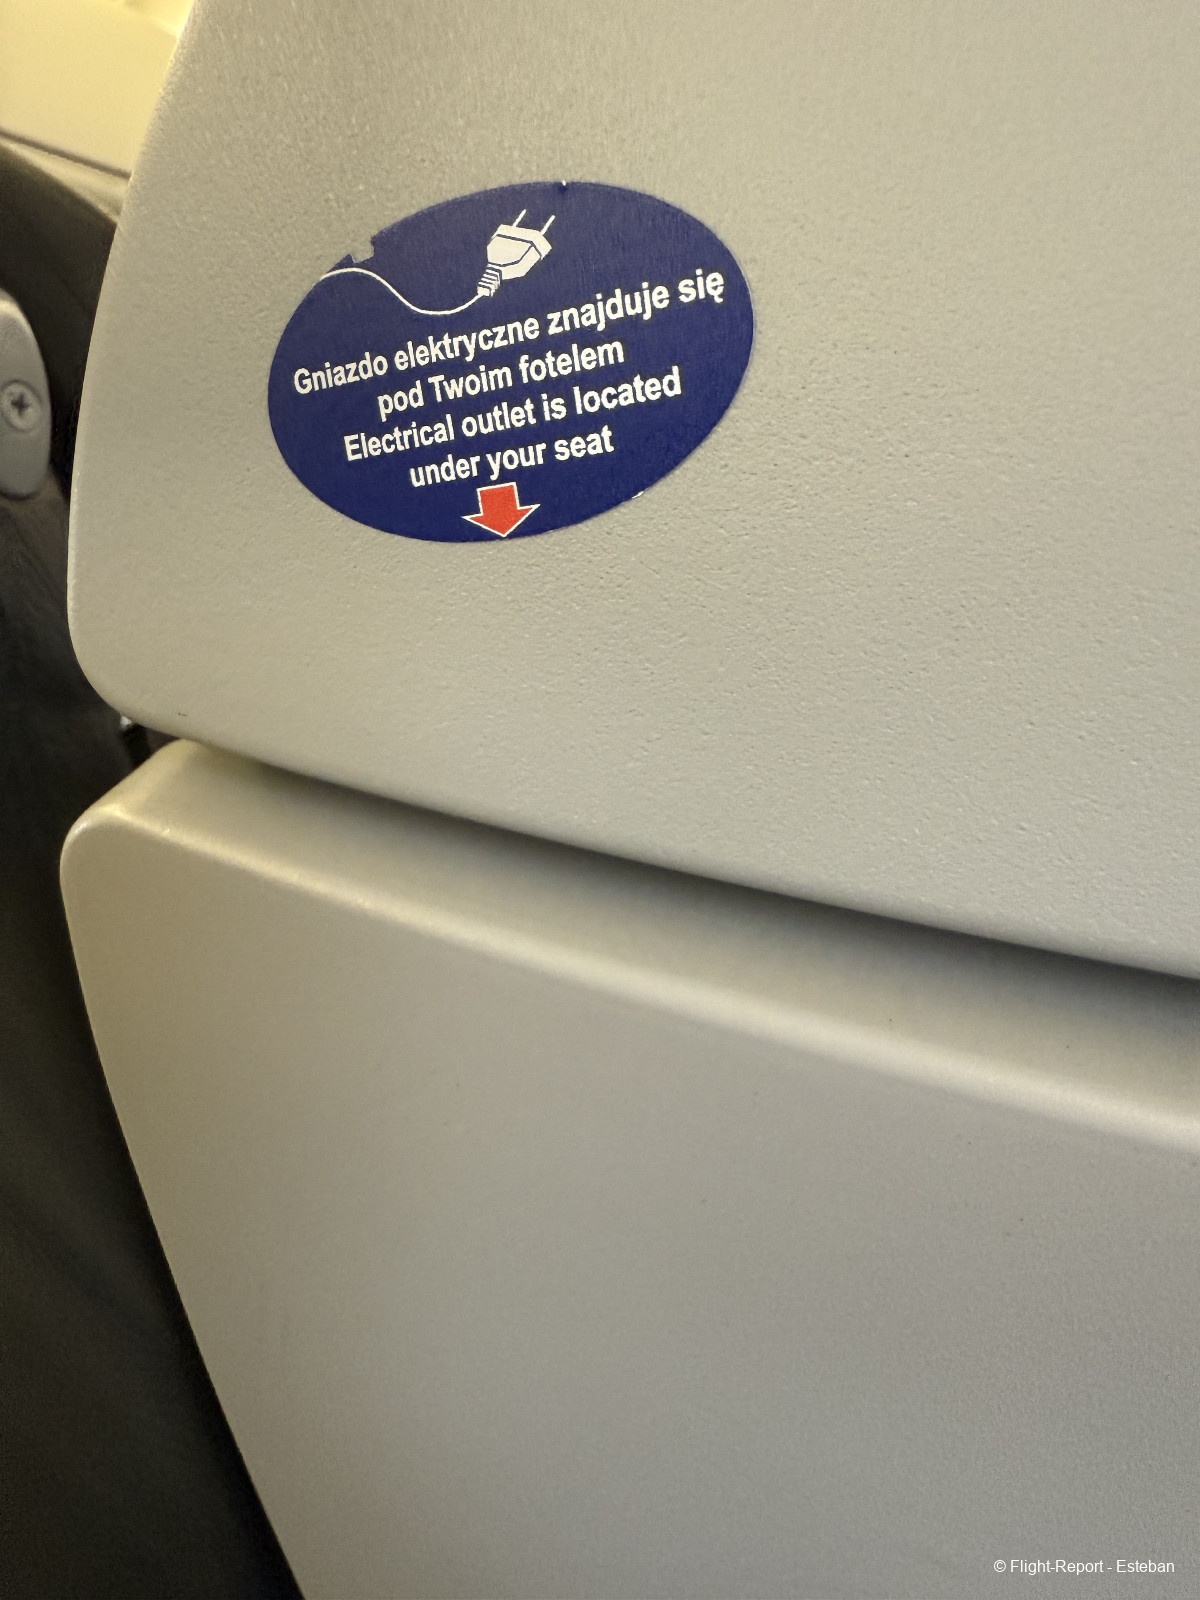 Gniazdo elektryczne znajduje się
pod Twoim fotelem
Electrical outlet is located
under your seat
© Flight-Report - Esteban